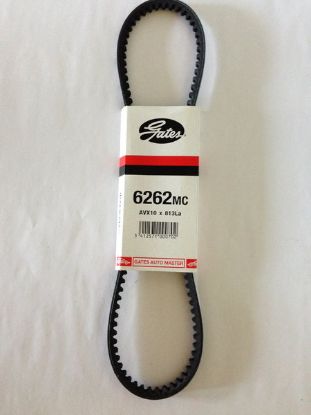 Gates
6262MC
AVX10 x 813La
GATES AUTO MASTER